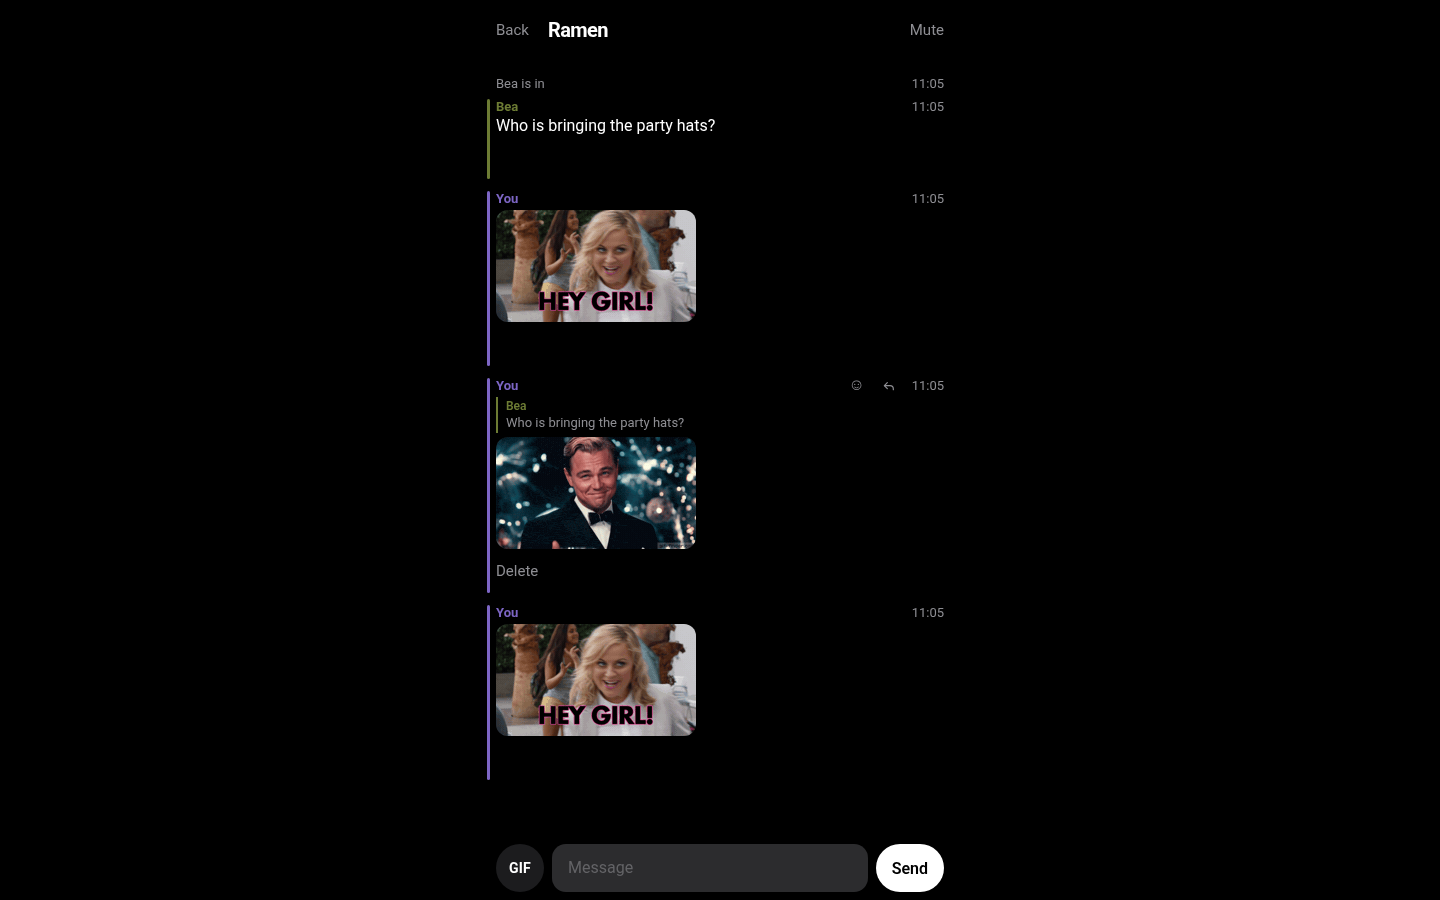 Back Ramen Mute
Bea is in 11:05
Bea 11:05
Who is bringing the party hats?
You 11:05
HEY GIRL!
You 11:05
Bea
Who is bringing the party hats?
Delete
You 11:05
HEY GIRL!
GIF Message Send